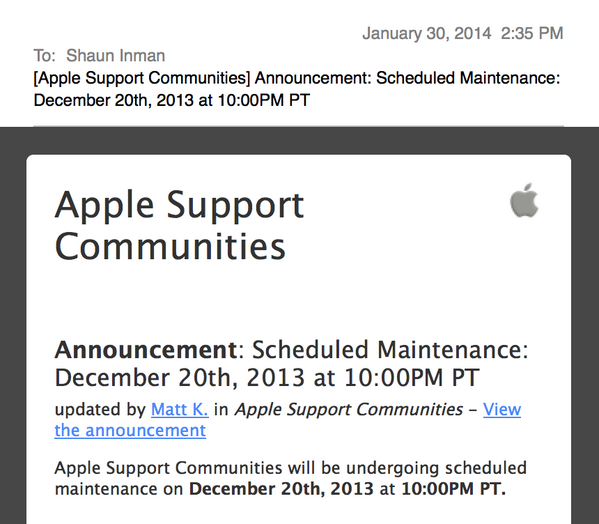 January 30, 2014 2:35 PM
To: Shaun Inman
[Apple Support Communities] Announcement: Scheduled Maintenance:
December 20th, 2013 at 10:00PM PT
Apple Support
Communities
Announcement: Scheduled Maintenance:
December 20th, 2013 at 10:00PM PT
updated by Matt K. in Apple Support Communities – View
the announcement
Apple Support Communities will be undergoing scheduled
maintenance on December 20th, 2013 at 10:00PM PT.